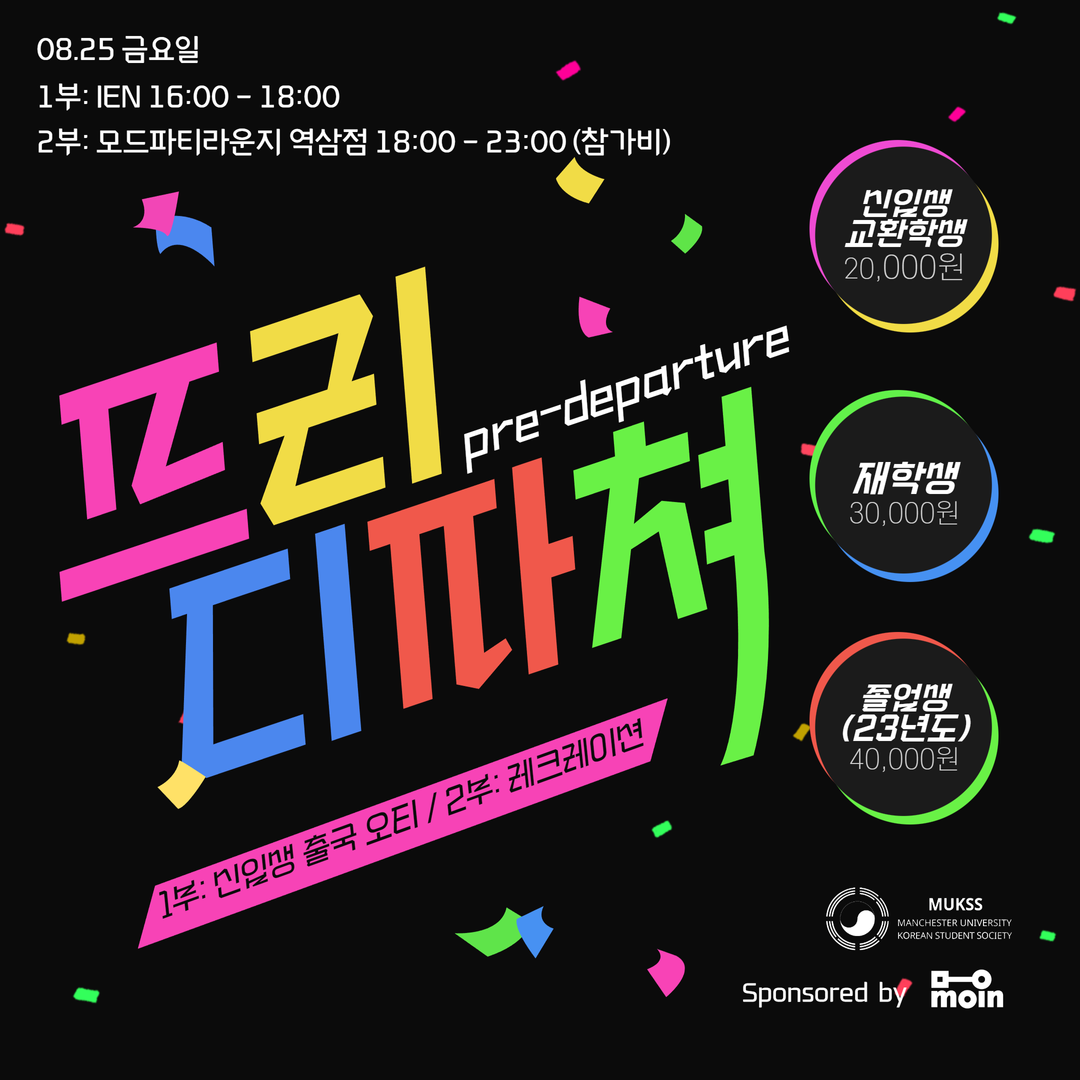 08.25 금요일
1부: IEN 16:00 - 18:00
2부: 모드파티라운지 역삼점 18:00 - 23:00 (참가비)
신입생
교환학생
20,000원
프리
pre-departure
디파쳐
재학생
30,000원
졸업생
(23년도)
40,000원
1부: 신입생 출국 오티 / 2부: 레크레이션
MUKSS
MANCHESTER UNIVERSITY
KOREAN STUDENT SOCIETY
Sponsored by moin